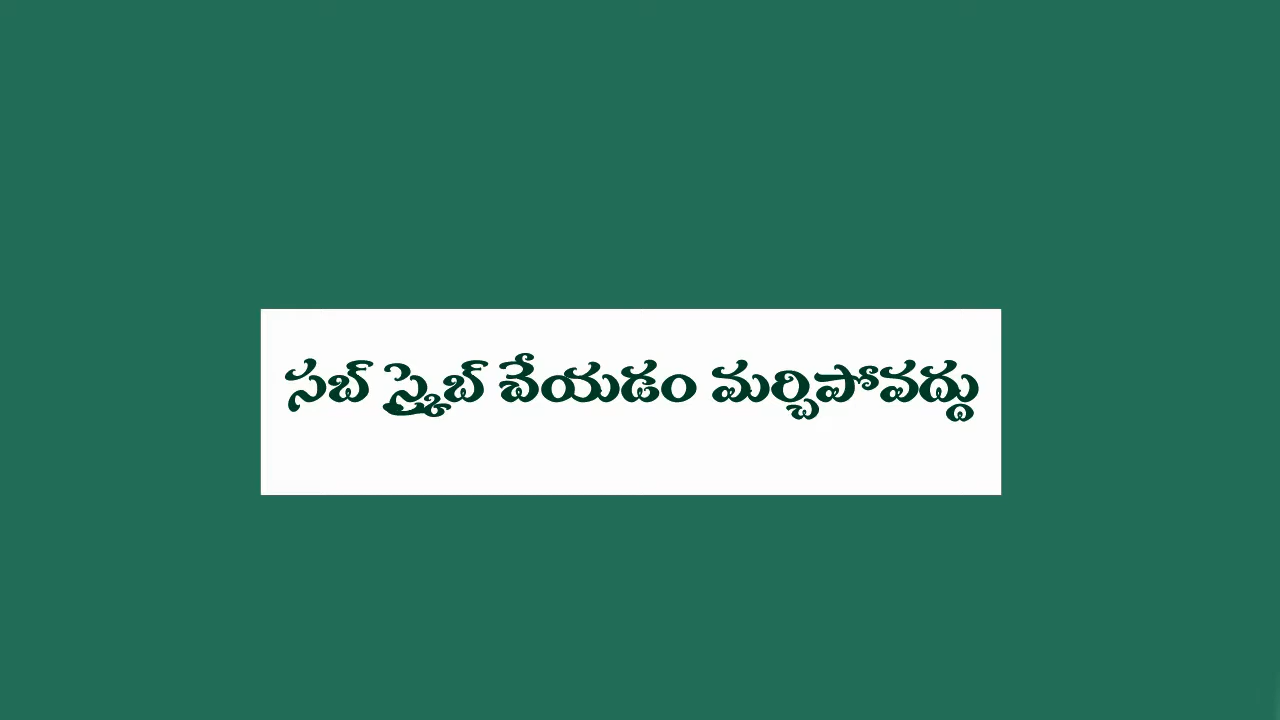 సబ్ స్క్రైబ్ చేయడం మర్చిపోవద్దు